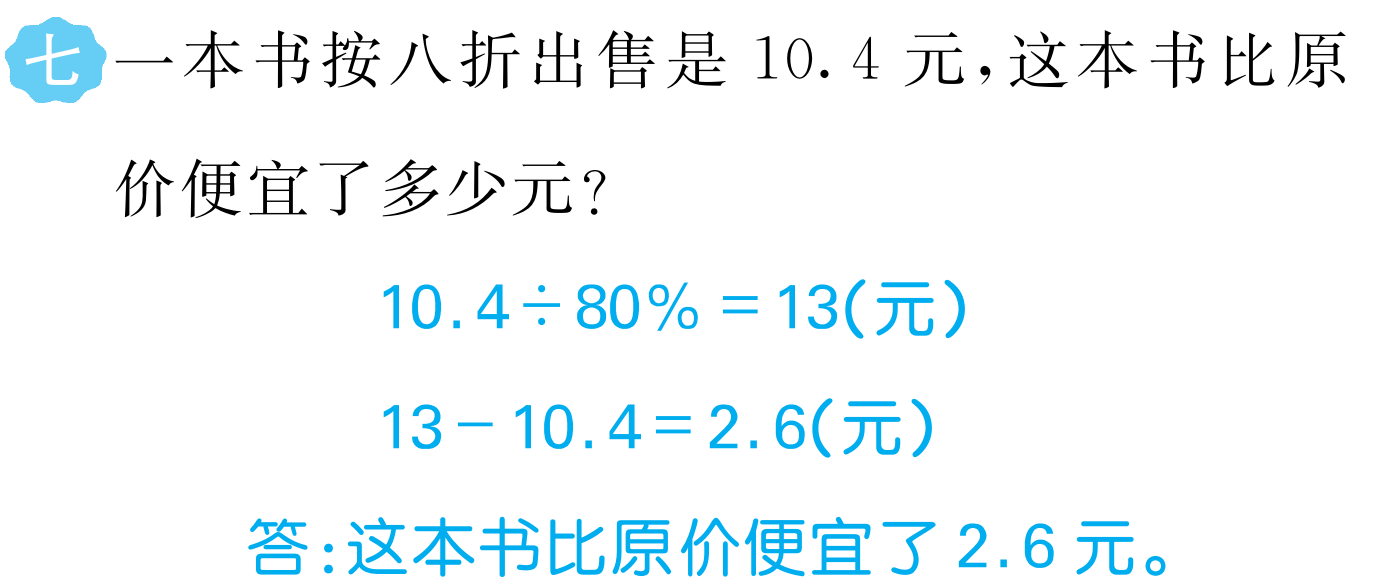 七 一本书按八折出售是 10.4 元,这本书比原
价便宜了多少元?
10.4÷80% =13(元)
13-10.4=2.6(元)
答:这本书比原价便宜了 2.6 元。